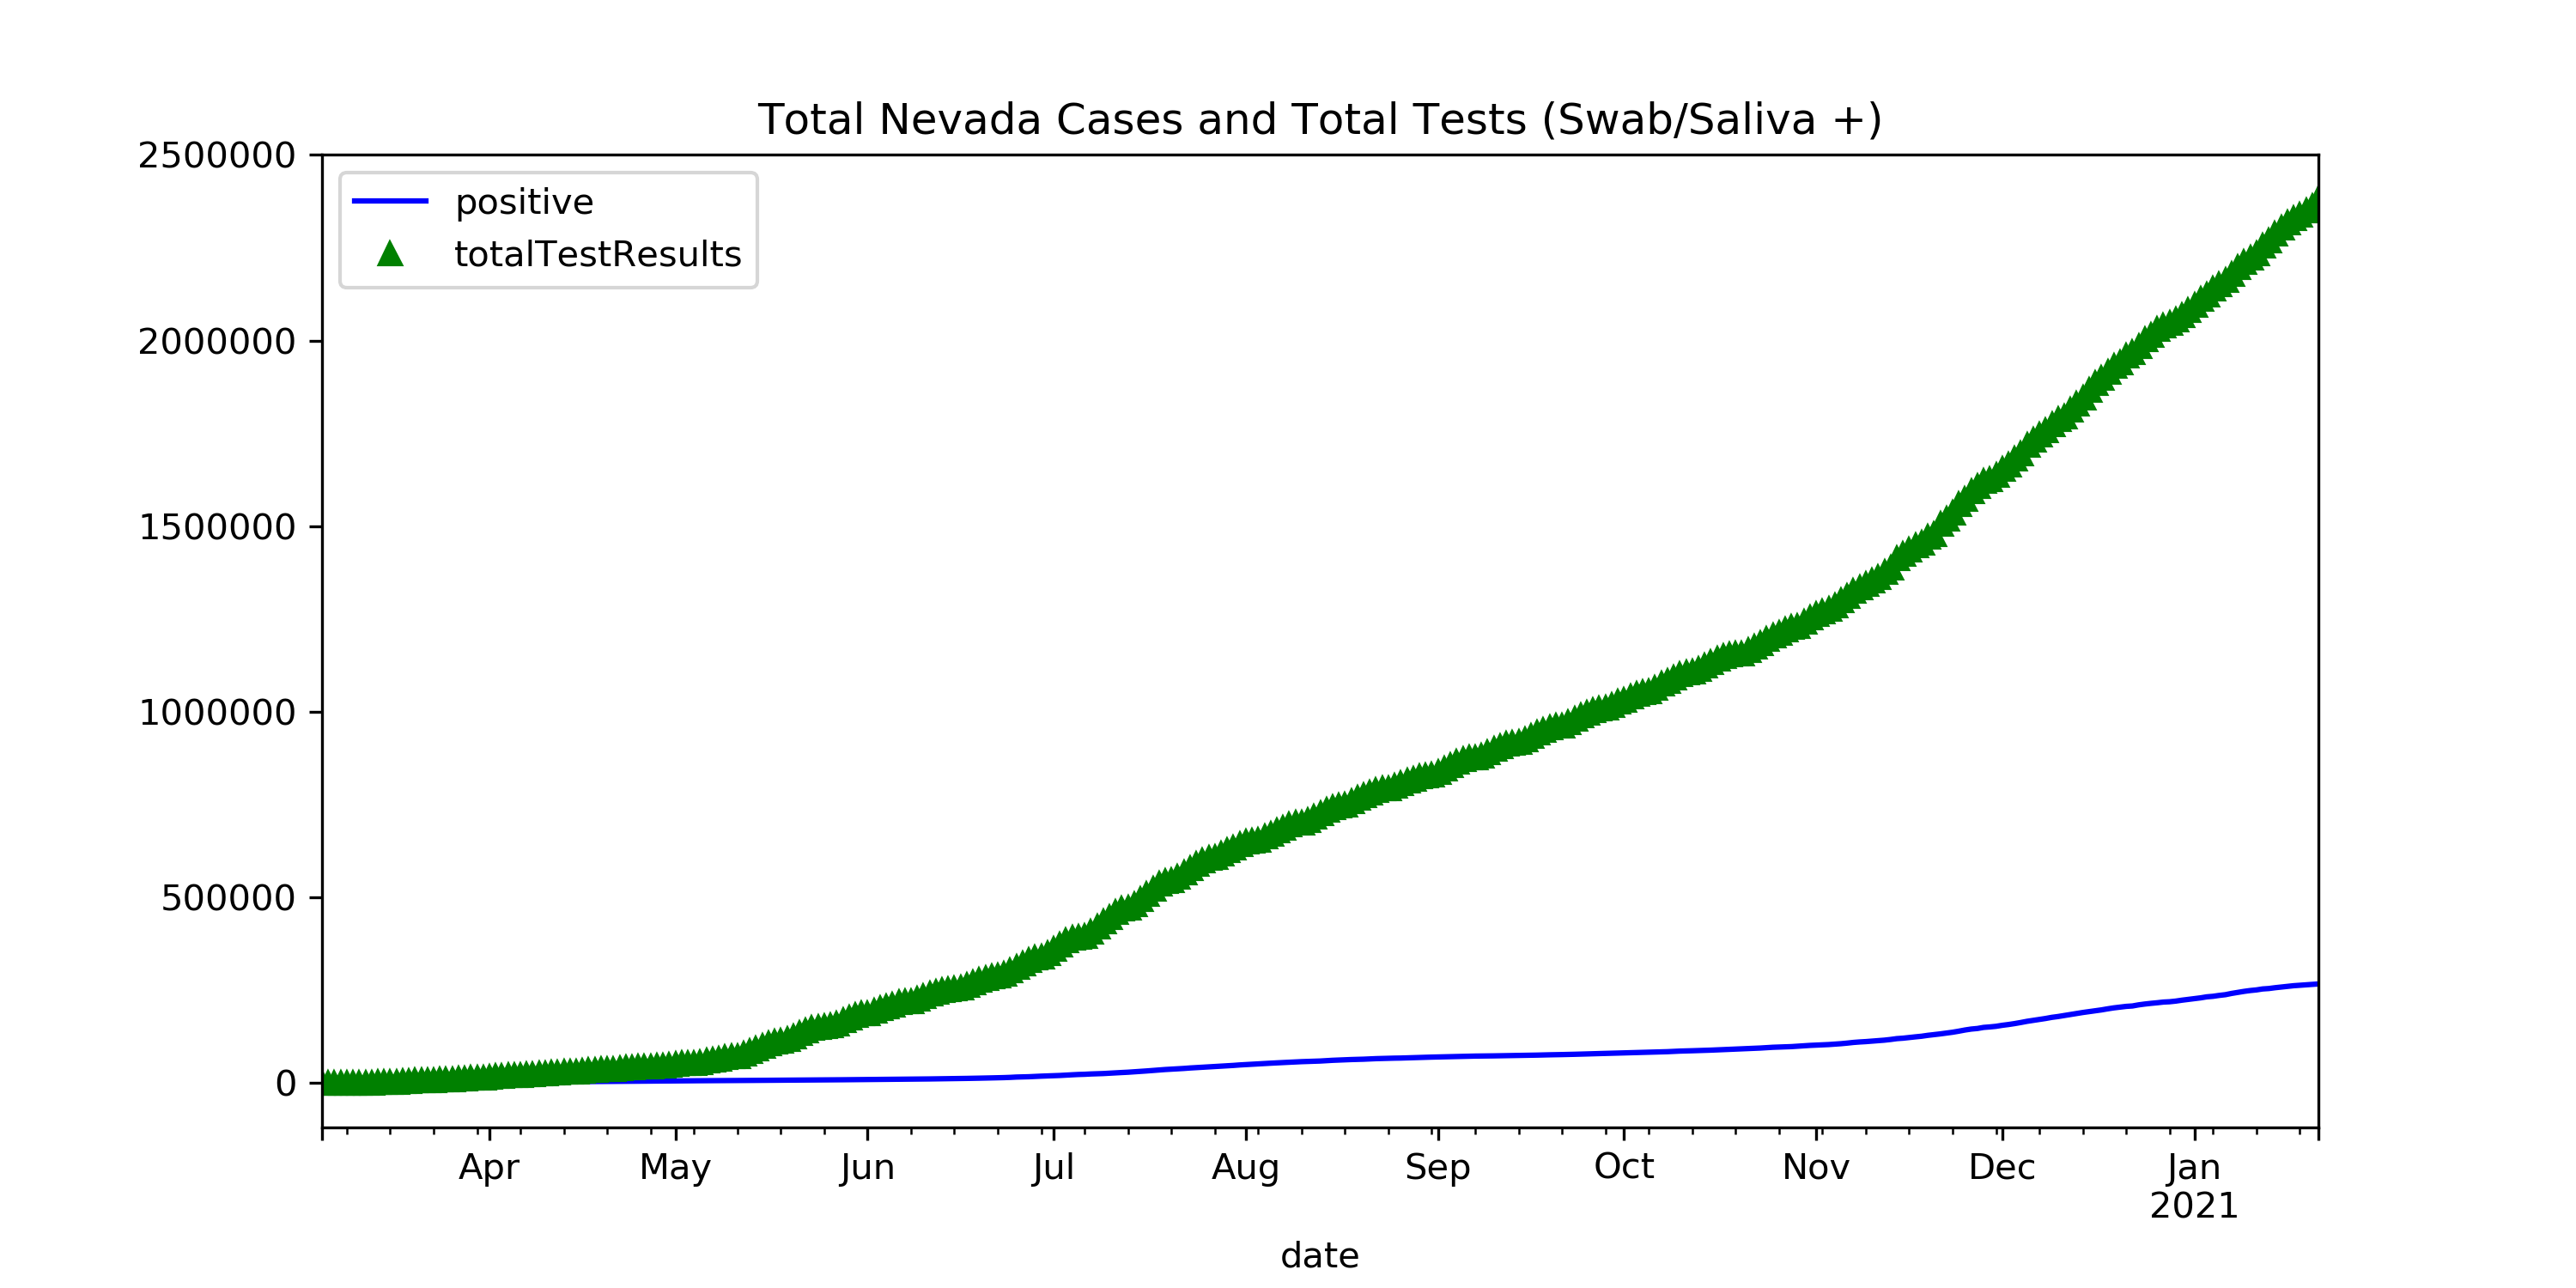 Total Nevada Cases and Total Tests (Swab/Saliva +)
2500000
positive
totalTestResults
2000000
1500000
1000000
500000
0
Apr May Jun Jul Aug Sep Oct Nov Dec Jan
2021
date